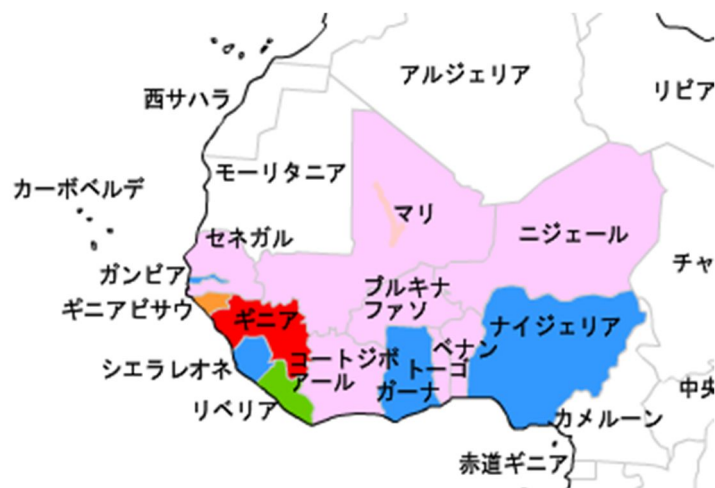 アルジェリア
リビア
西サハラ
モーリタニア
カーボベルデ
マリ
セネガル
ニジェール
ガンビア
チャ
ブルキナ
ファソ
ギニアビサウ
ギニア
ナイジェリア
ベナン
コートジボ
アール
トーゴ
シエラレオネ
ガーナ
中央
リベリア
カメルーン
赤道ギニア